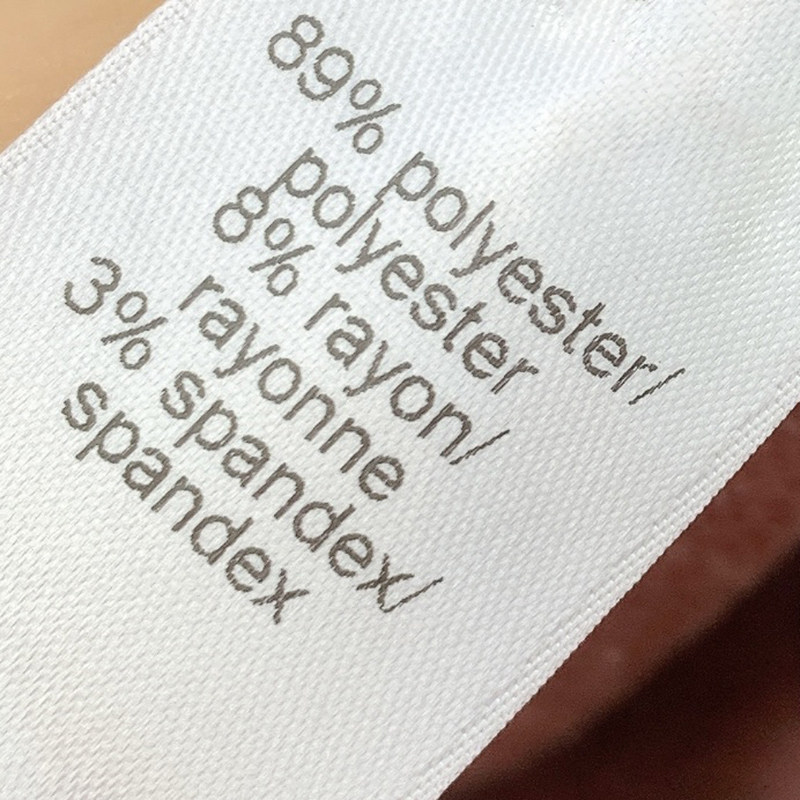 89% polyester/
polyester
8% rayon/
rayonne
3% spandex/
spandex